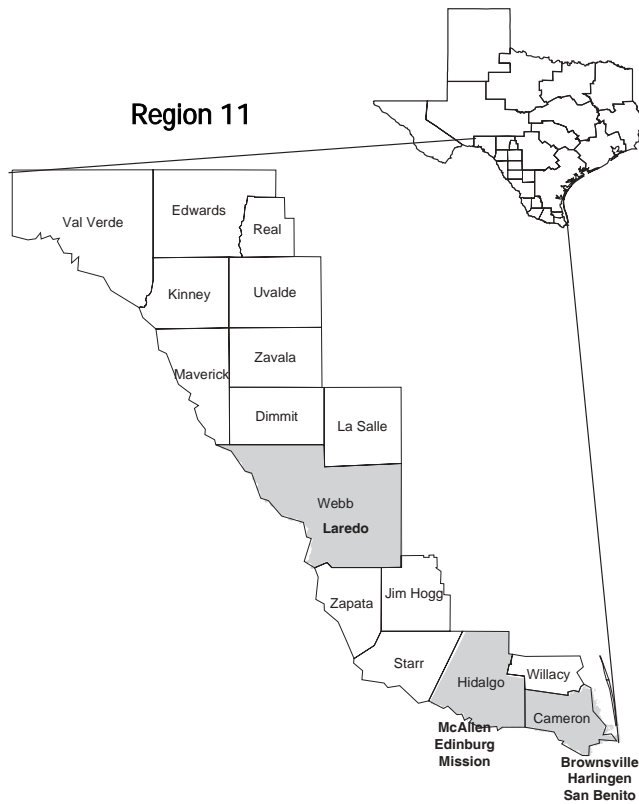 Region 11
Val Verde
Edwards
Real
Kinney
Uvalde
Maverick
Zavala
Dimmit
La Salle
Webb
Laredo
Zapata
Jim Hogg
Starr
Hidalgo
Willacy
Cameron
McAllen
Edinburg
Mission
Brownsville
Harlingen
San Benito